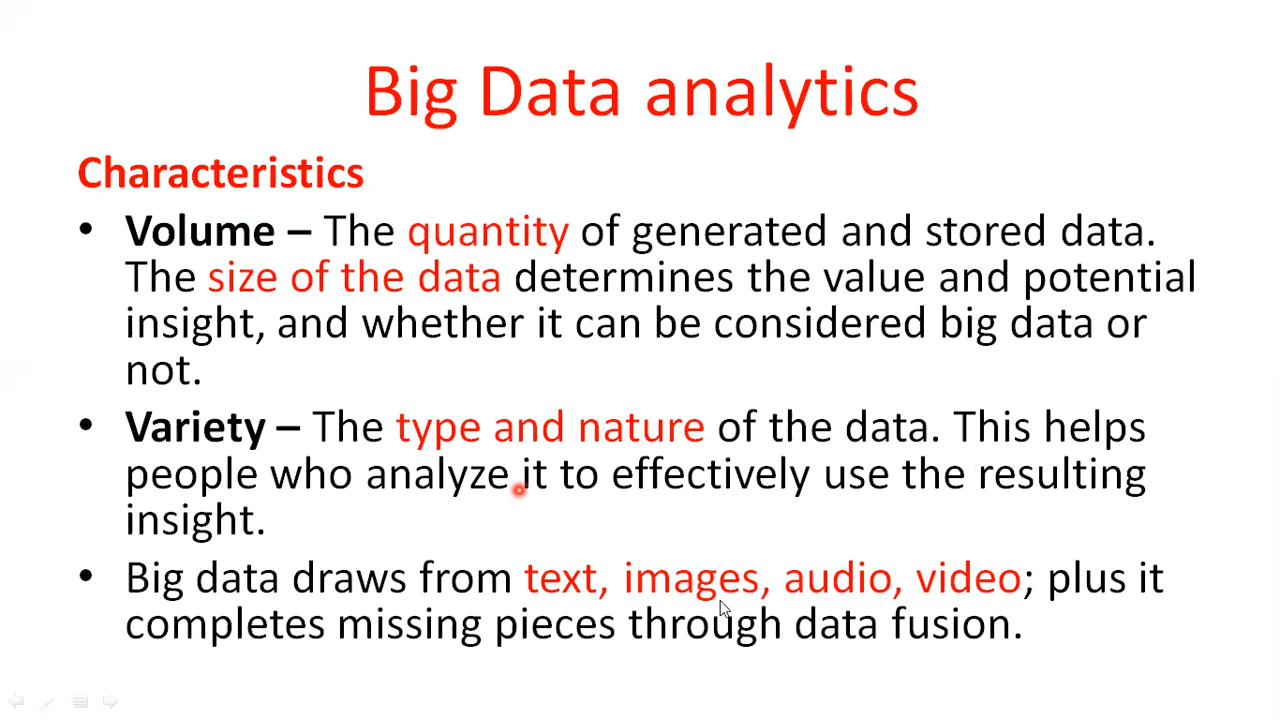 Big Data analytics
Characteristics
• Volume – The quantity of generated and stored data.
The size of the data determines the value and potential
insight, and whether it can be considered big data or
not.
• Variety – The type and nature of the data. This helps
people who analyze it to effectively use the resulting
insight.
• Big data draws from text, images, audio, video; plus it
completes missing pieces through data fusion.